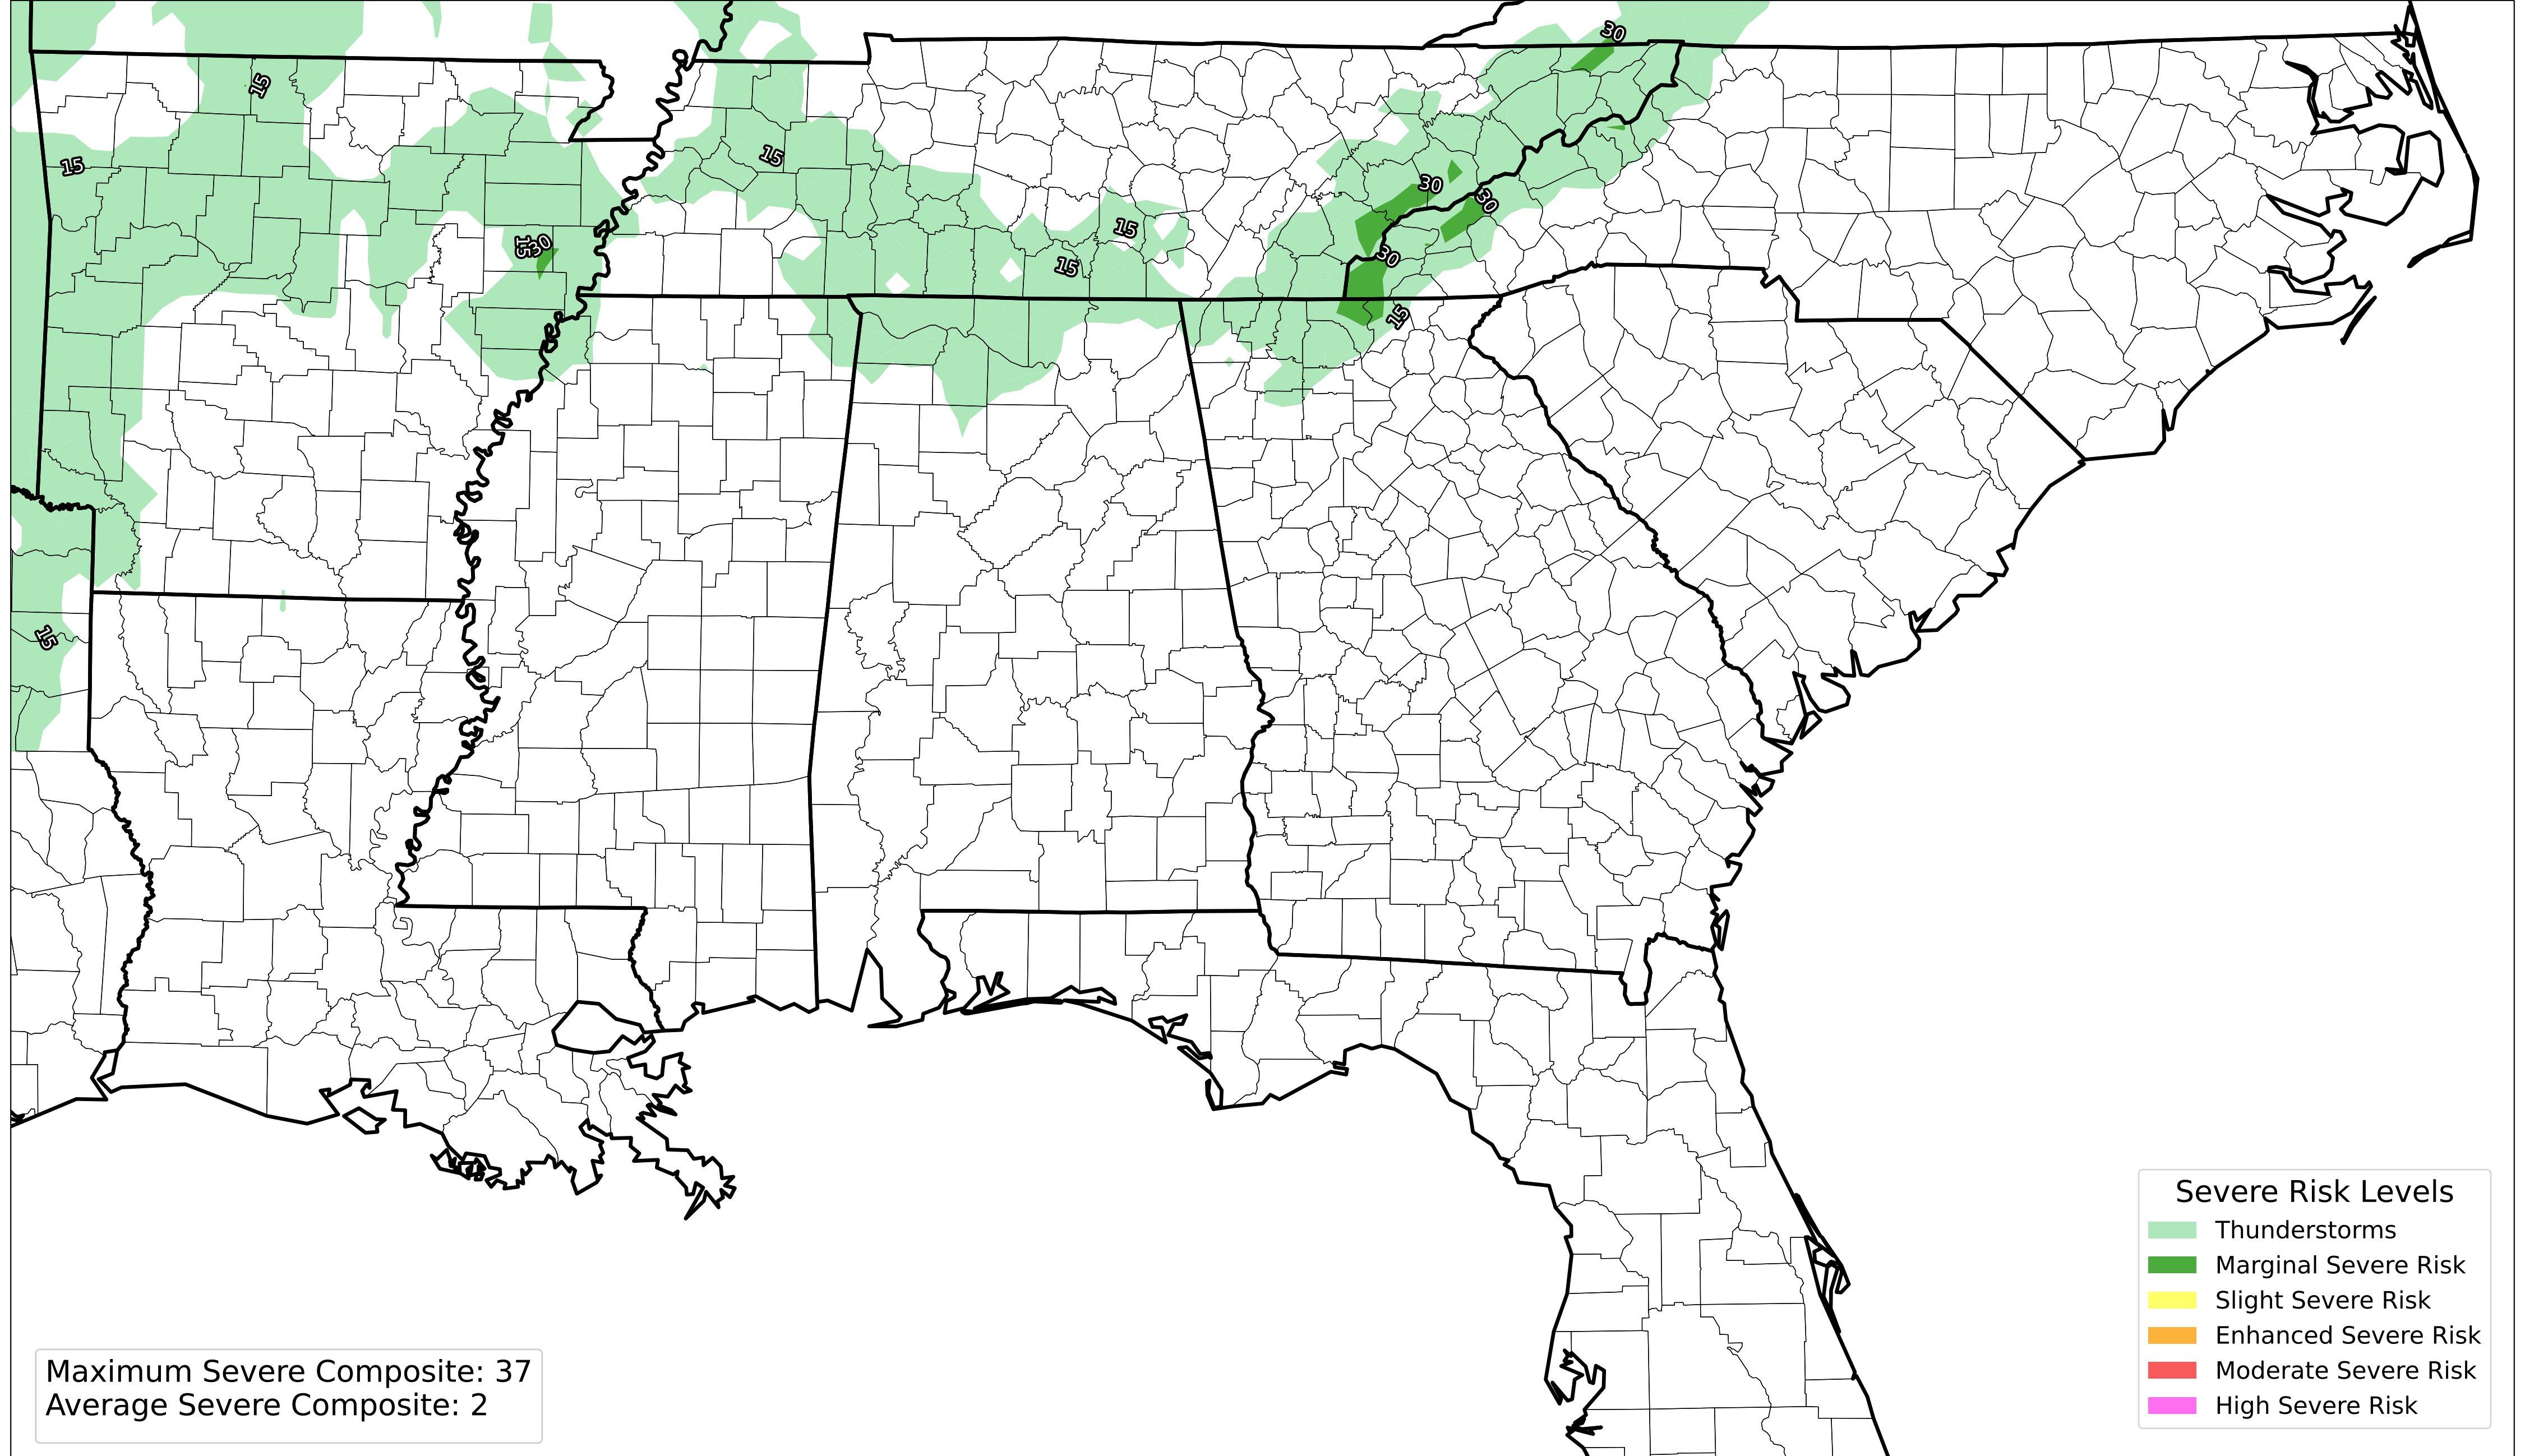 30
15
15
15
30
30
15
15
30
15
30
15
15
Severe Risk Levels
Thunderstorms
Marginal Severe Risk
Slight Severe Risk
Enhanced Severe Risk
Moderate Severe Risk
High Severe Risk
Maximum Severe Composite: 37
Average Severe Composite: 2